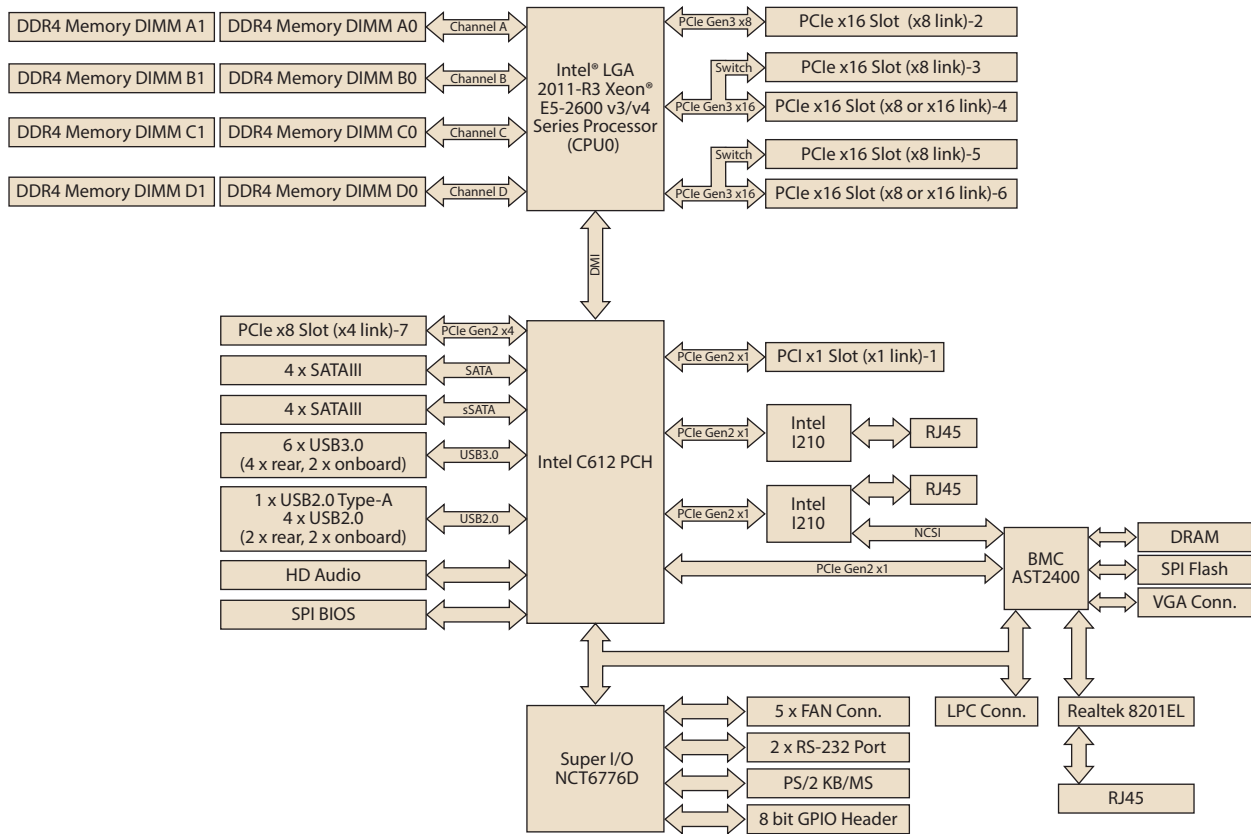 DDR4 Memory DIMM A1
DDR4 Memory DIMM A0
Channel A
DDR4 Memory DIMM B1
DDR4 Memory DIMM B0
Channel B
DDR4 Memory DIMM C1
DDR4 Memory DIMM C0
Channel C
DDR4 Memory DIMM D1
DDR4 Memory DIMM D0
Channel D
Intel® LGA
2011-R3 Xeon®
E5-2600 v3/v4
Series Processor
(CPU0)
PCIe Gen3 x8
PCIe x16 Slot (x8 link)-2
Switch
PCIe x16 Slot (x8 link)-3
PCIe Gen3 x16
PCIe x16 Slot (x8 or x16 link)-4
Switch
PCIe x16 Slot (x8 link)-5
PCIe Gen3 x16
PCIe x16 Slot (x8 or x16 link)-6
DMI
PCIe x8 Slot (x4 link)-7
PCIe Gen2 x4
4 x SATAIII
SATA
4 x SATAIII
sSATA
6 x USB3.0
(4 x rear, 2 x onboard)
USB3.0
1 x USB2.0 Type-A
4 x USB2.0
(2 x rear, 2 x onboard)
USB2.0
HD Audio
SPI BIOS
Intel C612 PCH
PCIe Gen2 x1
PCI x1 Slot (x1 link)-1
PCIe Gen2 x1
Intel
I210
RJ45
PCIe Gen2 x1
Intel
I210
RJ45
NCSI
PCIe Gen2 x1
BMC
AST2400
DRAM
SPI Flash
VGA Conn.
Super I/O
NCT6776D
5 x FAN Conn.
2 x RS-232 Port
PS/2 KB/MS
8 bit GPIO Header
LPC Conn.
Realtek 8201EL
RJ45